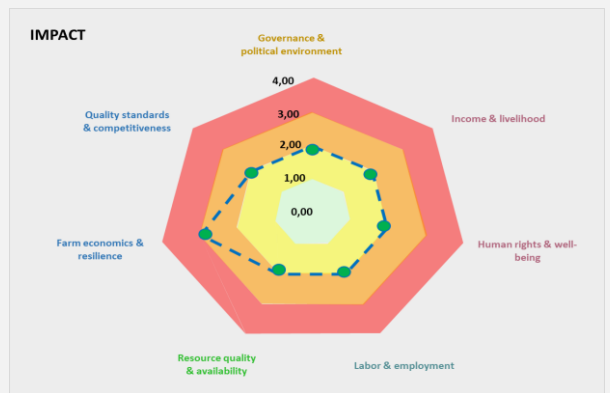 IMPACT
Governance &
political environment
4,00
3,00
2,00
1,00
0,00
Quality standards
& competitiveness
Income & livelihood
Farm economics &
resilience
Human rights & well-
being
Resource quality
& availability
Labor & employment